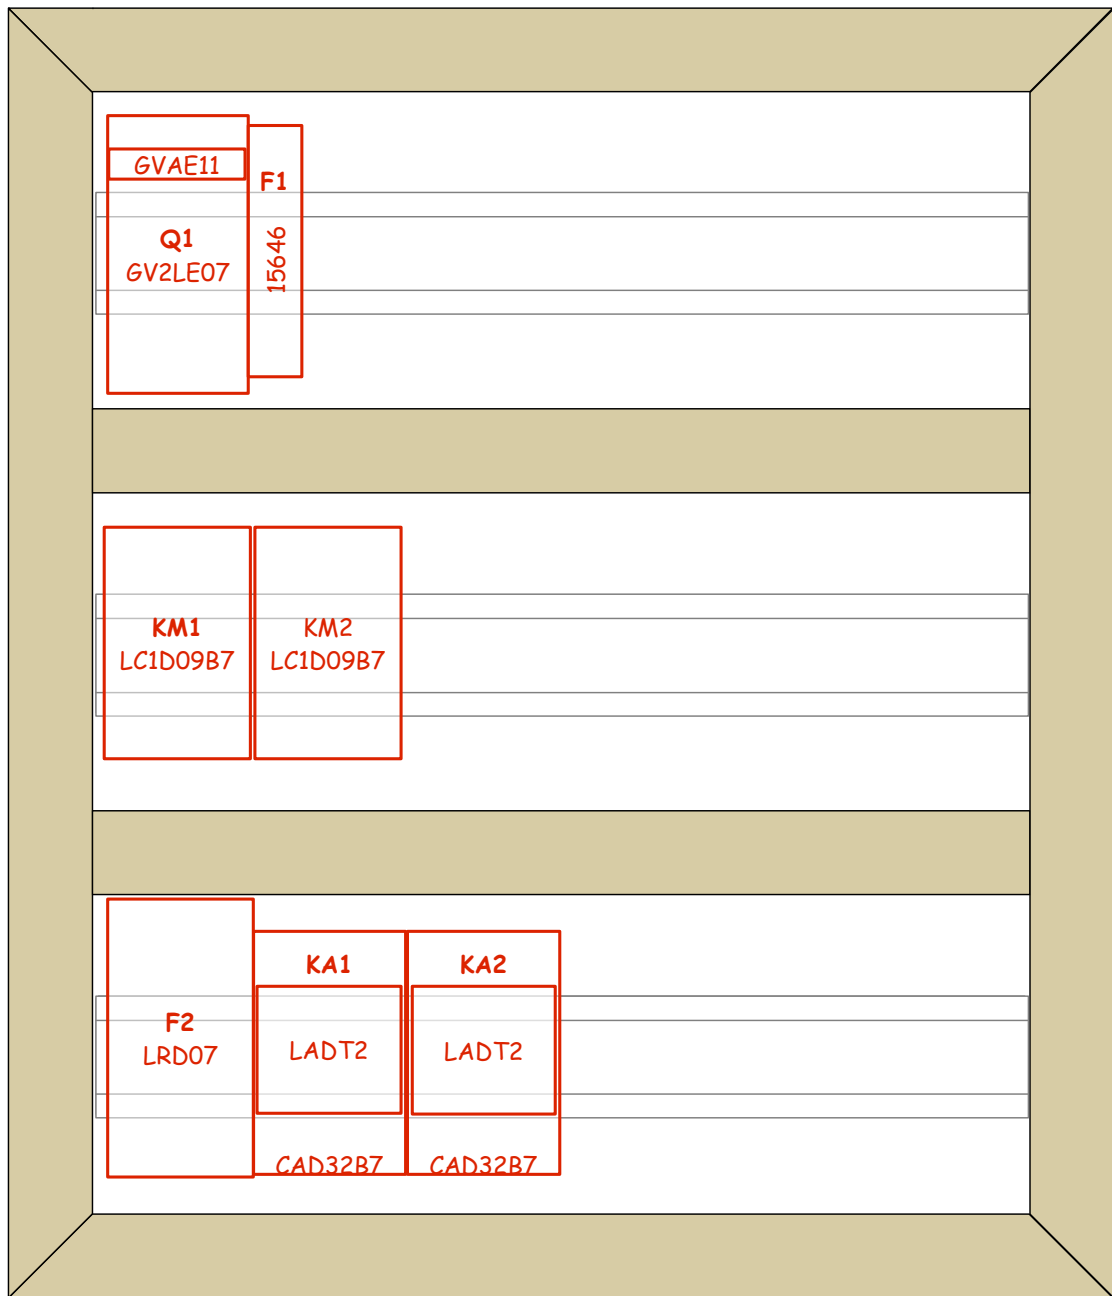 GVAE11
F1
Q1
GV2LE07
15646
KM1
LC1D09B7
KM2
LC1D09B7
KA1
KA2
F2
LRD07
LADT2
LADT2
CAD32B7
CAD32B7